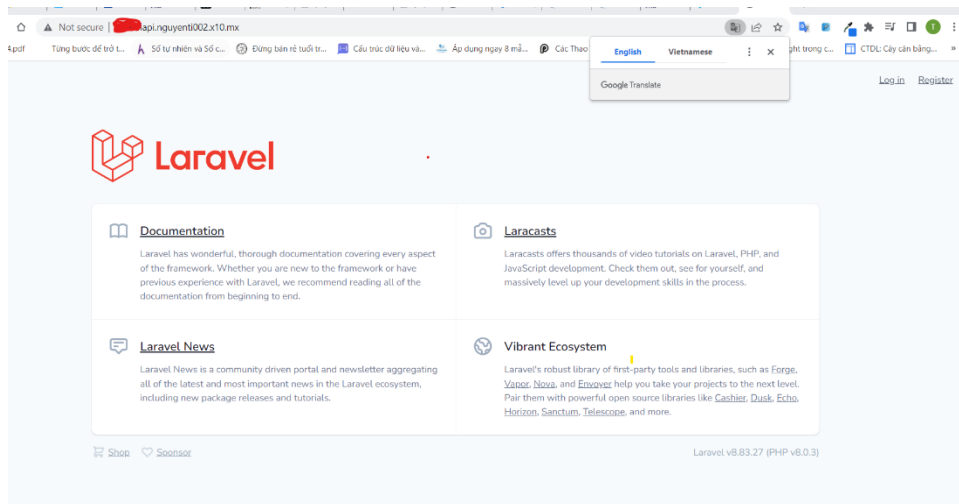 Not secure
api.nguyenti002.x10.mx
.pdf
Từng bước để trở t...
Số tự nhiên và Số c...
Đừng bán rẻ tuổi tr...
Cấu trúc dữ liệu và...
Áp dụng ngay 8 mẫ...
Các Thao
ght trong c...
CTDL: Cây cân bằng...
»
English
Vietnamese
Google Translate
T
Log in Register
Laravel
Documentation
Laravel has wonderful, thorough documentation covering every aspect
of the framework. Whether you are new to the framework or have
previous experience with Laravel, we recommend reading all of the
documentation from beginning to end.
Laracasts
Laracasts offers thousands of video tutorials on Laravel, PHP, and
JavaScript development. Check them out, see for yourself, and
massively level up your development skills in the process.
Laravel News
Laravel News is a community driven portal and newsletter aggregating
all of the latest and most important news in the Laravel ecosystem,
including new package releases and tutorials.
Vibrant Ecosystem
Laravel's robust library of first-party tools and libraries, such as Forge,
Vapor, Nova, and Envoyer help you take your projects to the next level.
Pair them with powerful open source libraries like Cashier, Dusk, Echo,
Horizon, Sanctum, Telescope, and more.
Shop Sponsor
Laravel v8.83.27 (PHP v8.0.3)